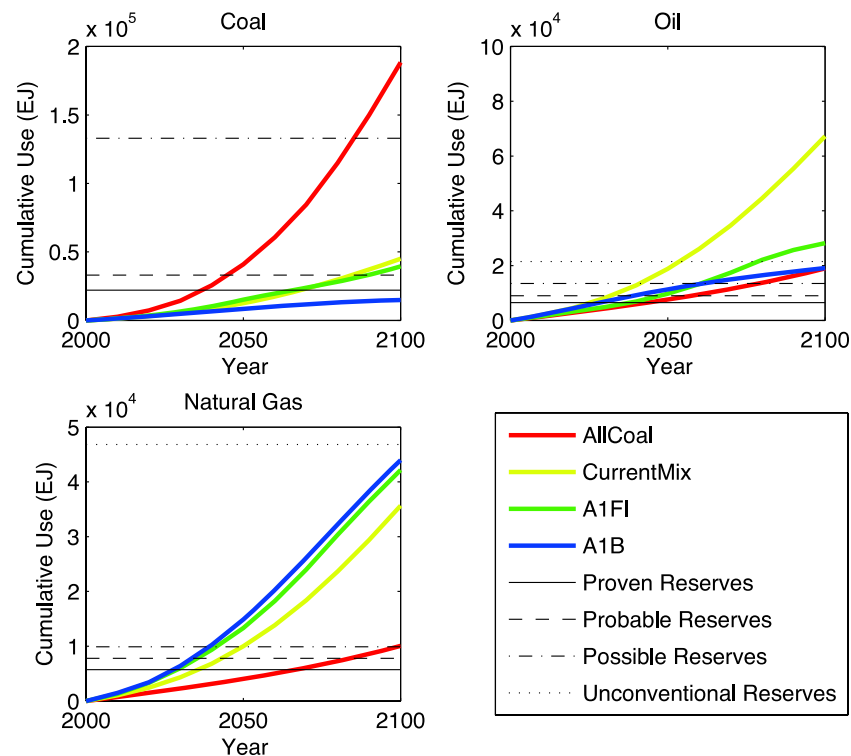 Coal
x 10^5
Cumulative Use (EJ)
2
1.5
1
0.5
0
2000
2050
2100
Year
Oil
x 10^4
Cumulative Use (EJ)
10
8
6
4
2
0
2000
2050
2100
Year
Natural Gas
x 10^4
Cumulative Use (EJ)
5
4
3
2
1
0
2000
2050
2100
Year
AllCoal
CurrentMix
A1FI
A1B
Proven Reserves
Probable Reserves
Possible Reserves
Unconventional Reserves